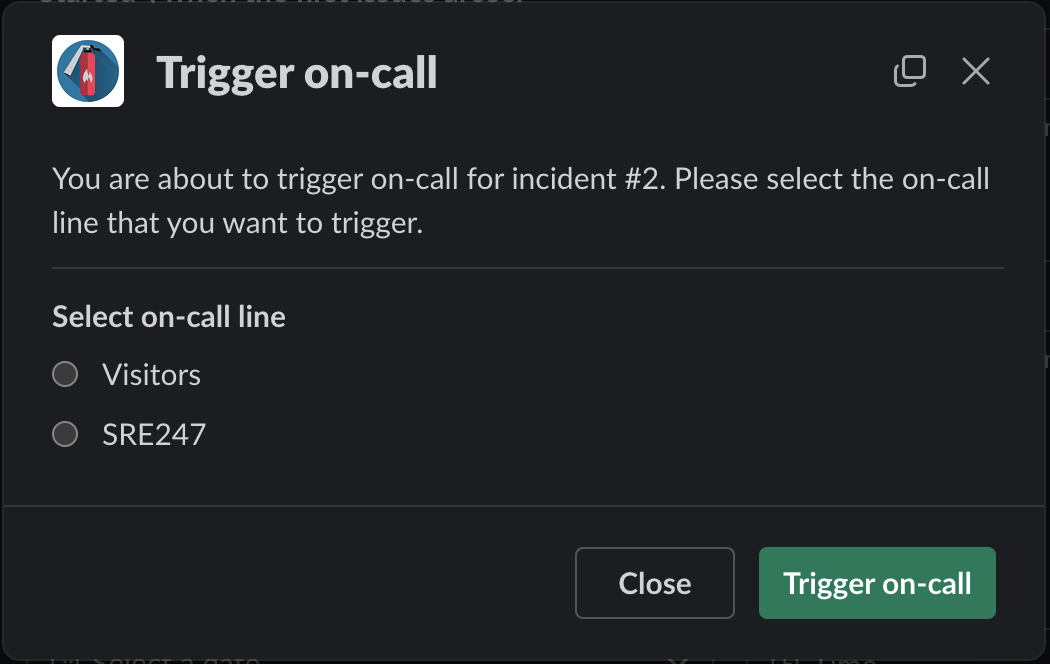 Trigger on-call
You are about to trigger on-call for incident #2. Please select the on-call
line that you want to trigger.
Select on-call line
Visitors
SRE247
Close
Trigger on-call